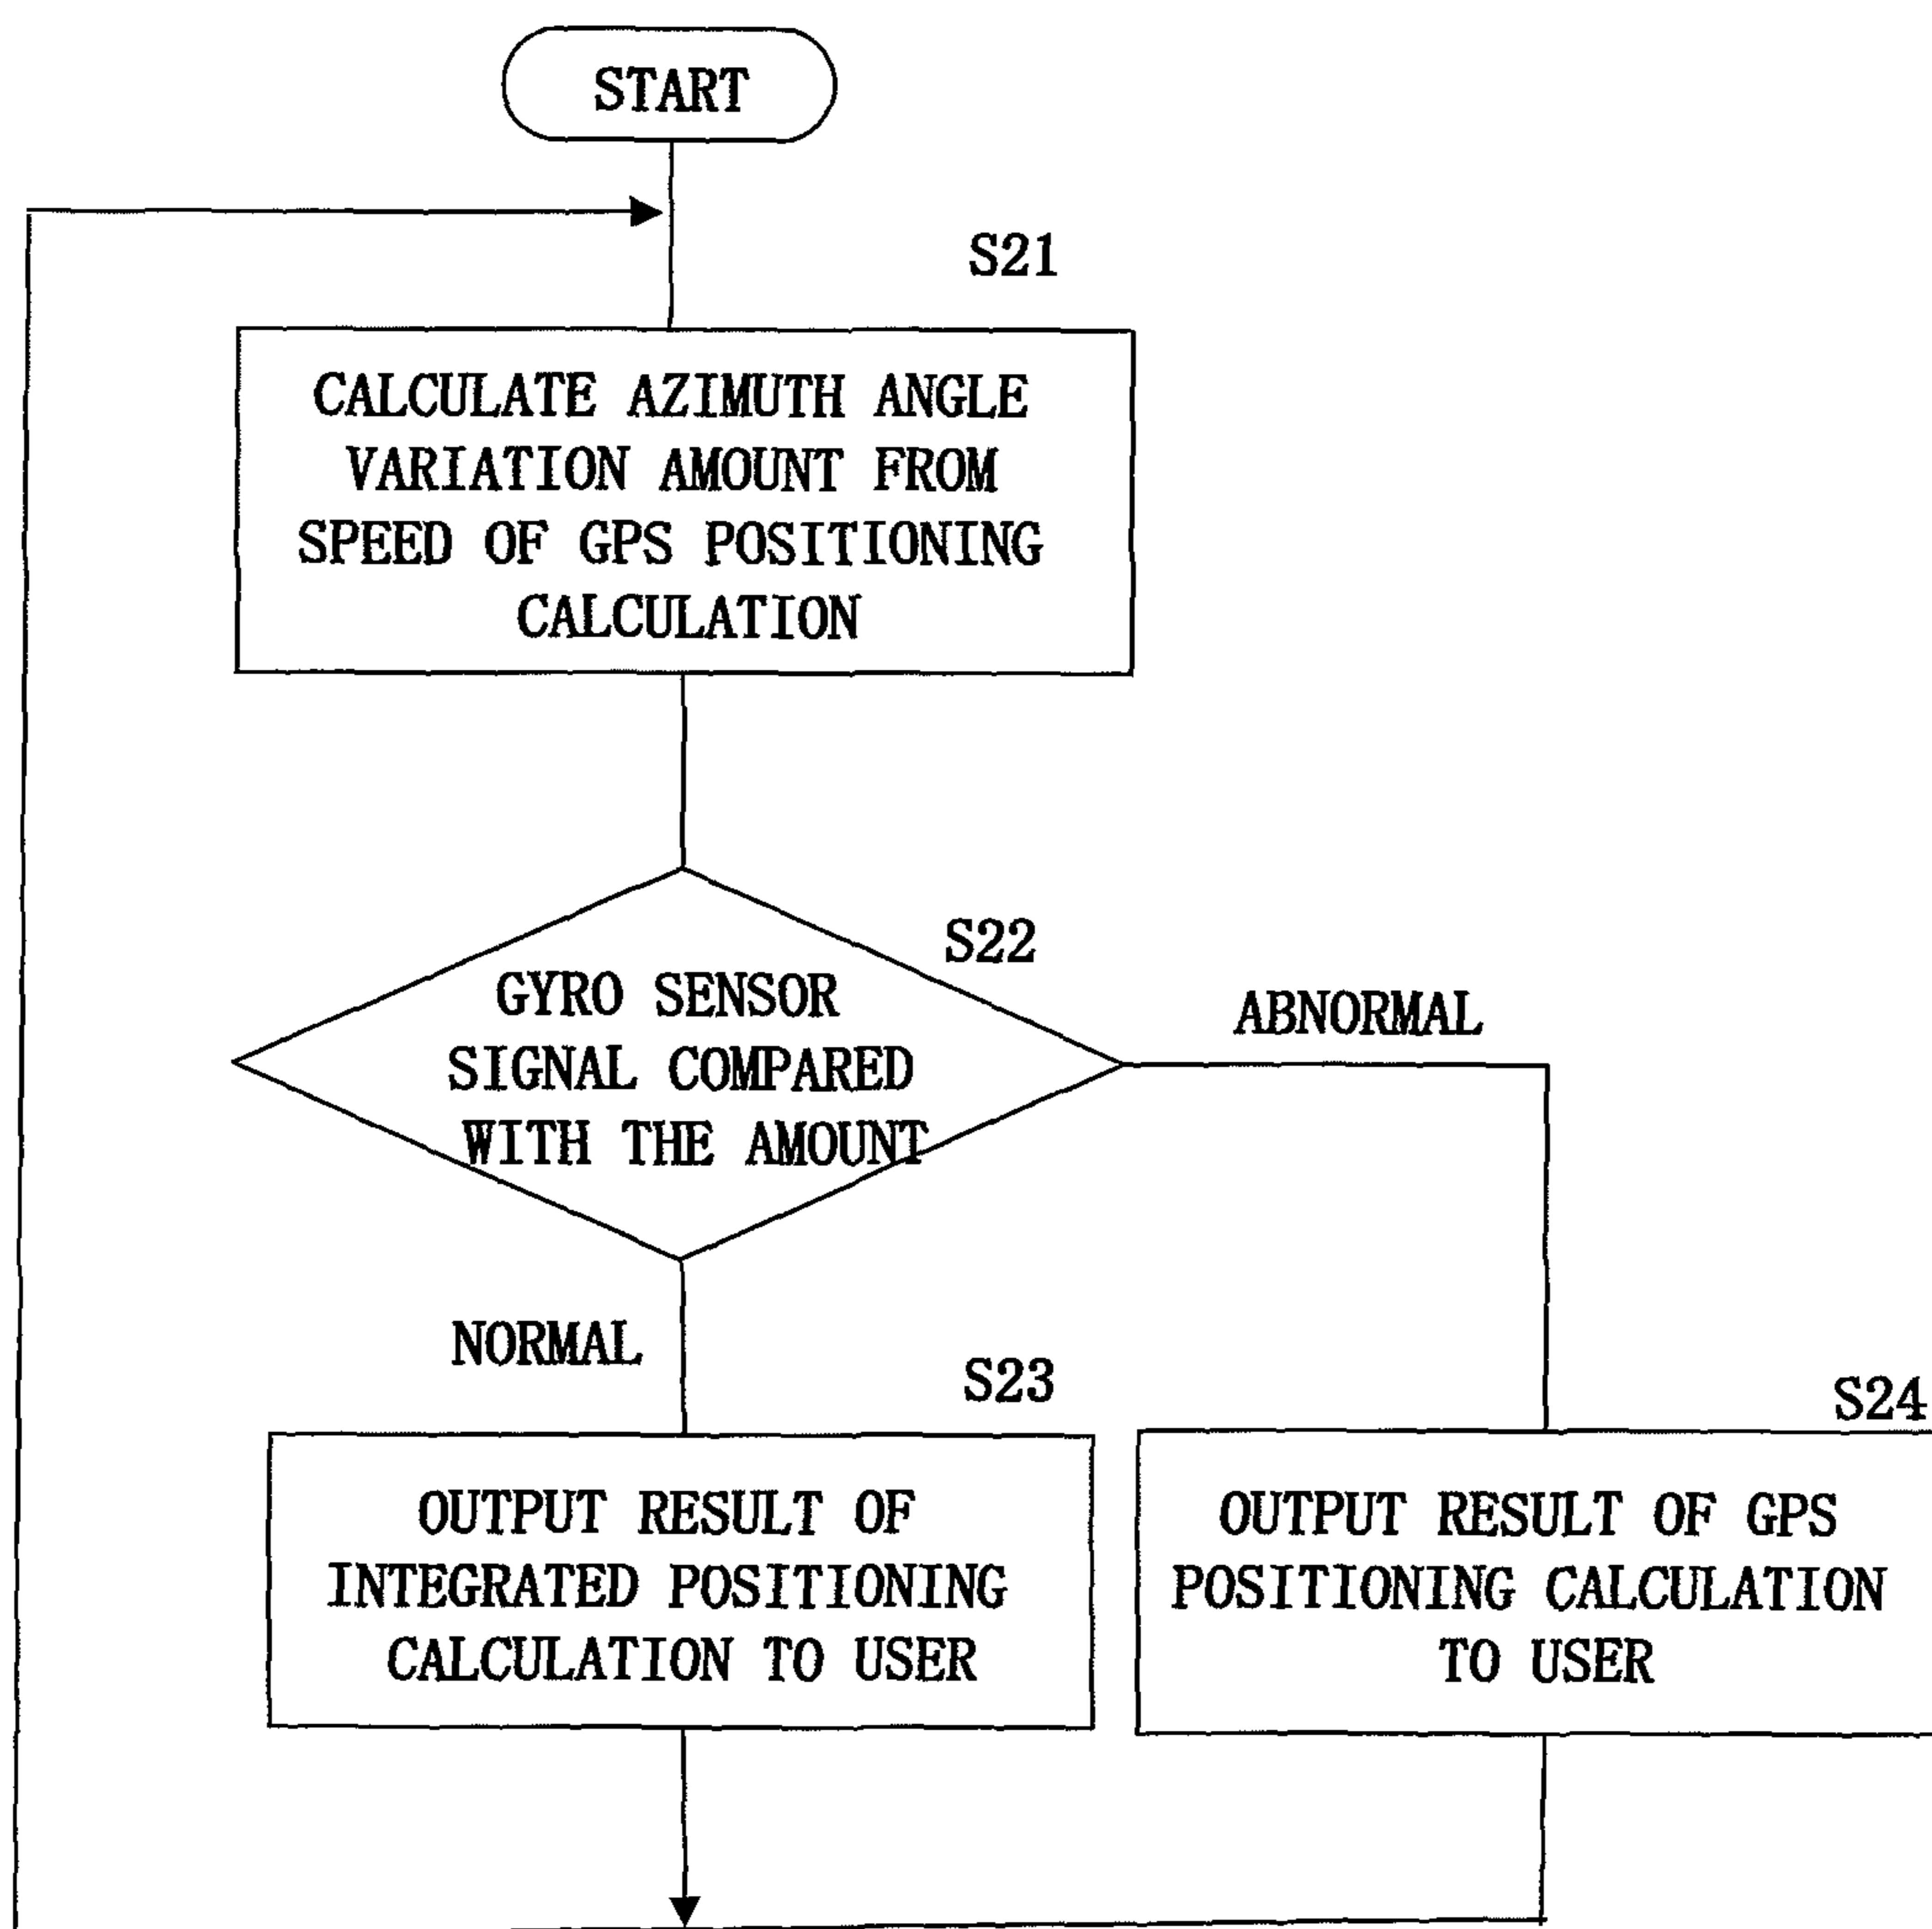 START
S21
CALCULATE AZIMUTH ANGLE
VARIATION AMOUNT FROM
SPEED OF GPS POSITIONING
CALCULATION
S22
GYRO SENSOR
SIGNAL COMPARED
WITH THE AMOUNT
ABNORMAL
NORMAL
S23
OUTPUT RESULT OF
INTEGRATED POSITIONING
CALCULATION TO USER
S24
OUTPUT RESULT OF GPS
POSITIONING CALCULATION
TO USER